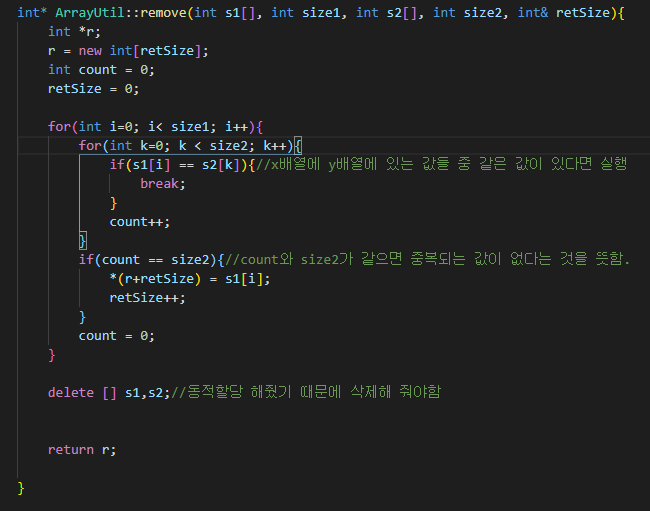 int* ArrayUtil::remove(int s1[], int size1, int s2[], int size2, int& retSize){
int *r;
r = new int[retSize];
int count = 0;
retSize = 0;
for(int i=0; i< size1; i++){
for(int k=0; k < size2; k++){
if(s1[i] == s2[k]){//x배열에 y배열에 있는 값들 중 같은 값이 있다면 실행
break;
}
count++;
}
if(count == size2){//count와 size2가 같으면 중복되는 값이 없다는 것을 뜻함.
*(r+retSize) = s1[i];
retSize++;
}
count = 0;
}
delete [] s1,s2;//동적할당 해줬기 때문에 삭제해 줘야함
return r;
}